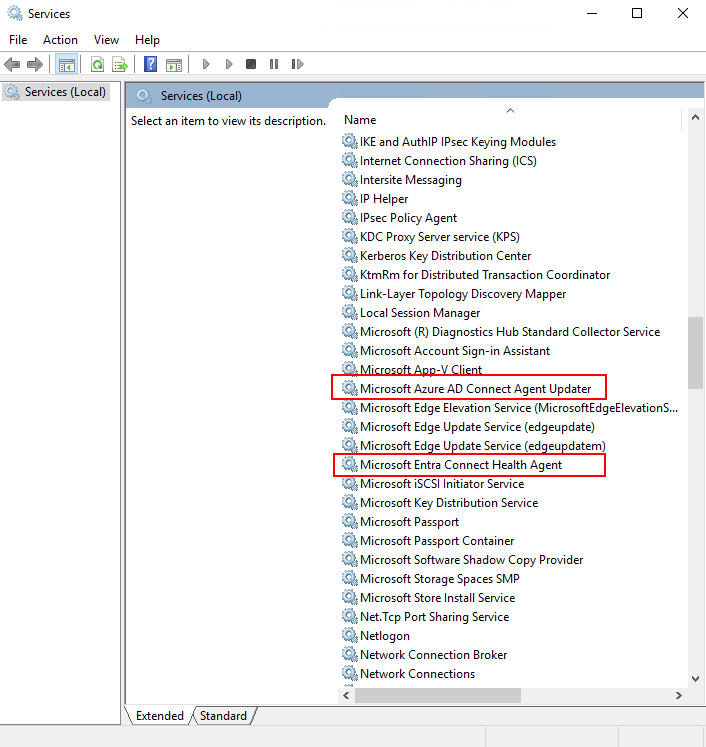 Services
File Action View Help
Services (Local)
Services (Local)
Select an item to view its description.
Name
IKE and AuthIP IPsec Keying Modules
Internet Connection Sharing (ICS)
Intersite Messaging
IP Helper
IPsec Policy Agent
KDC Proxy Server service (KPS)
Kerberos Key Distribution Center
KtmRm for Distributed Transaction Coordinator
Link-Layer Topology Discovery Mapper
Local Session Manager
Microsoft (R) Diagnostics Hub Standard Collector Service
Microsoft Account Sign-in Assistant
Microsoft App-V Client
Microsoft Azure AD Connect Agent Updater
Microsoft Edge Elevation Service (MicrosoftEdgeElevationS...
Microsoft Edge Update Service (edgeupdate)
Microsoft Edge Update Service (edgeupdatem)
Microsoft Entra Connect Health Agent
Microsoft iSCSI Initiator Service
Microsoft Key Distribution Service
Microsoft Passport
Microsoft Passport Container
Microsoft Software Shadow Copy Provider
Microsoft Storage Spaces SMP
Microsoft Store Install Service
Net.Tcp Port Sharing Service
Netlogon
Network Connection Broker
Network Connections
Extended Standard